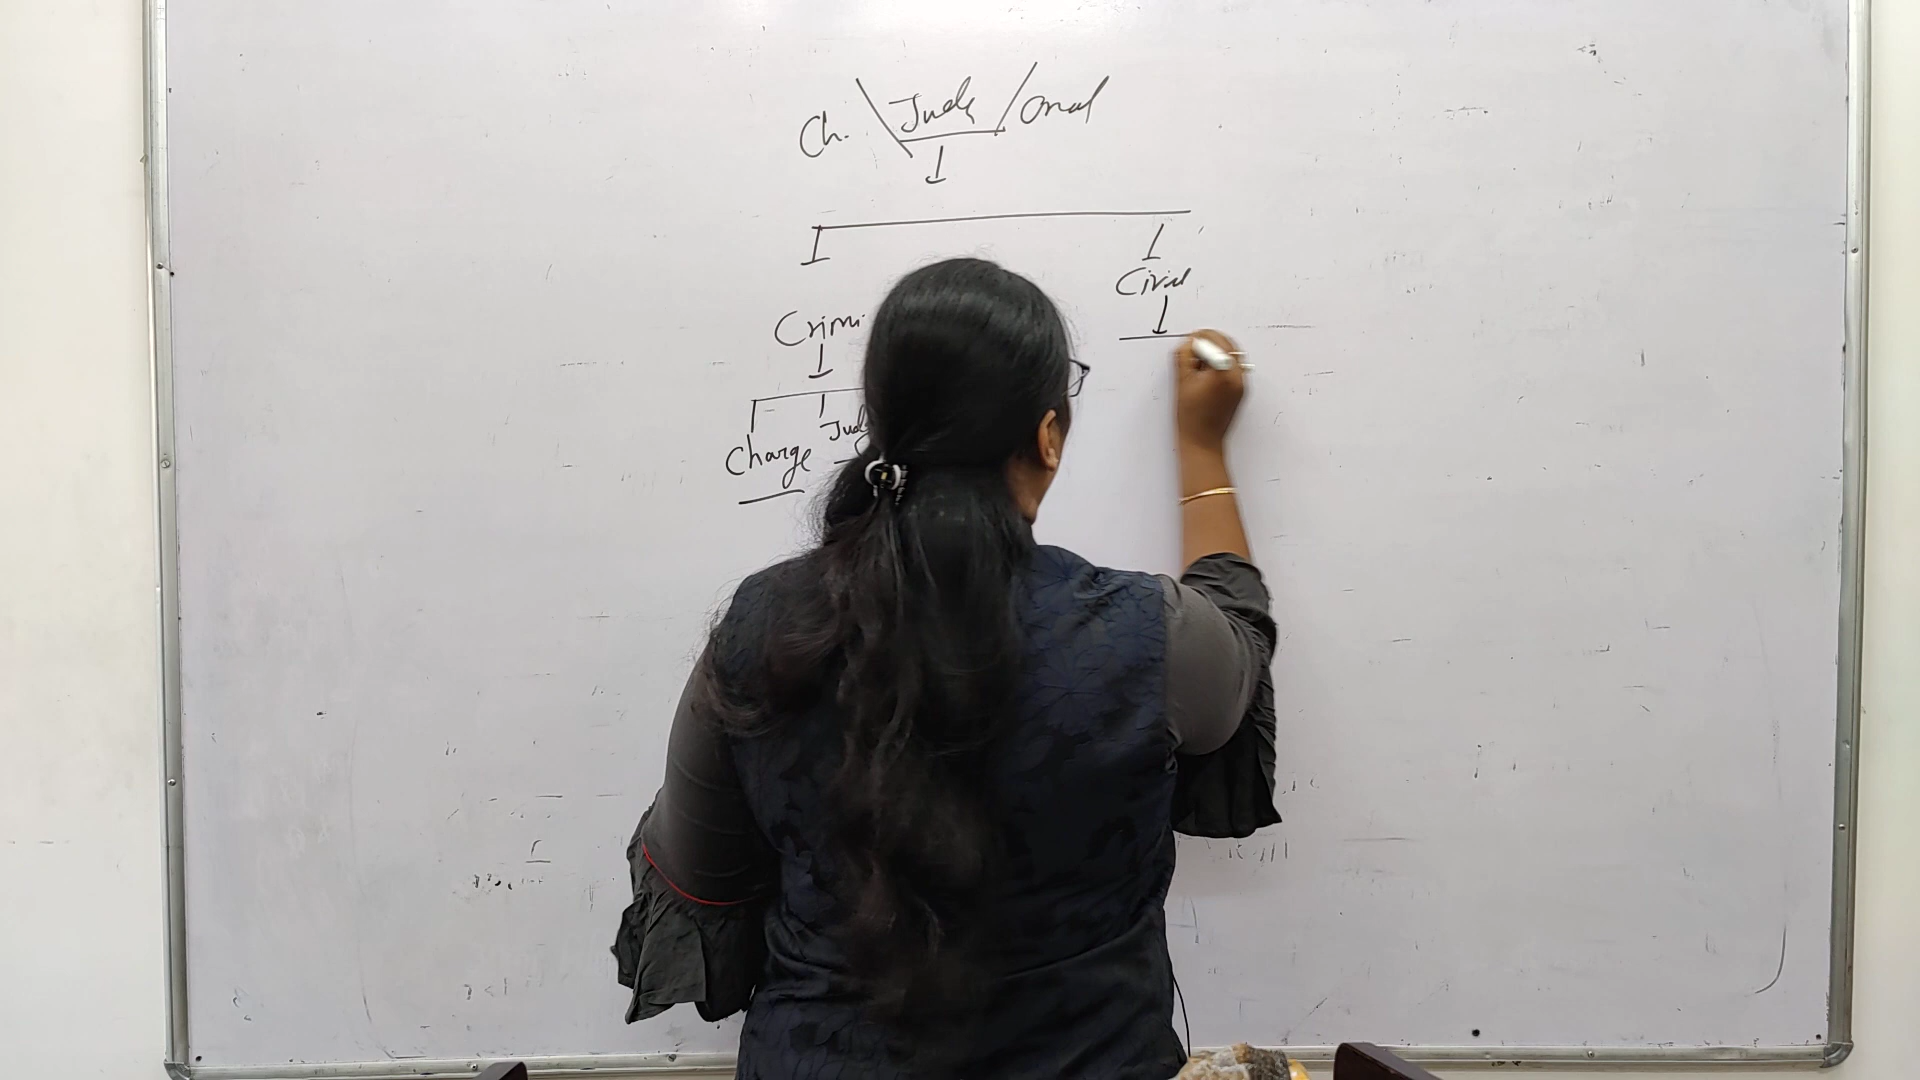 Ch. \ Judg / Oral
Civil
Crimi
Judg
Charge